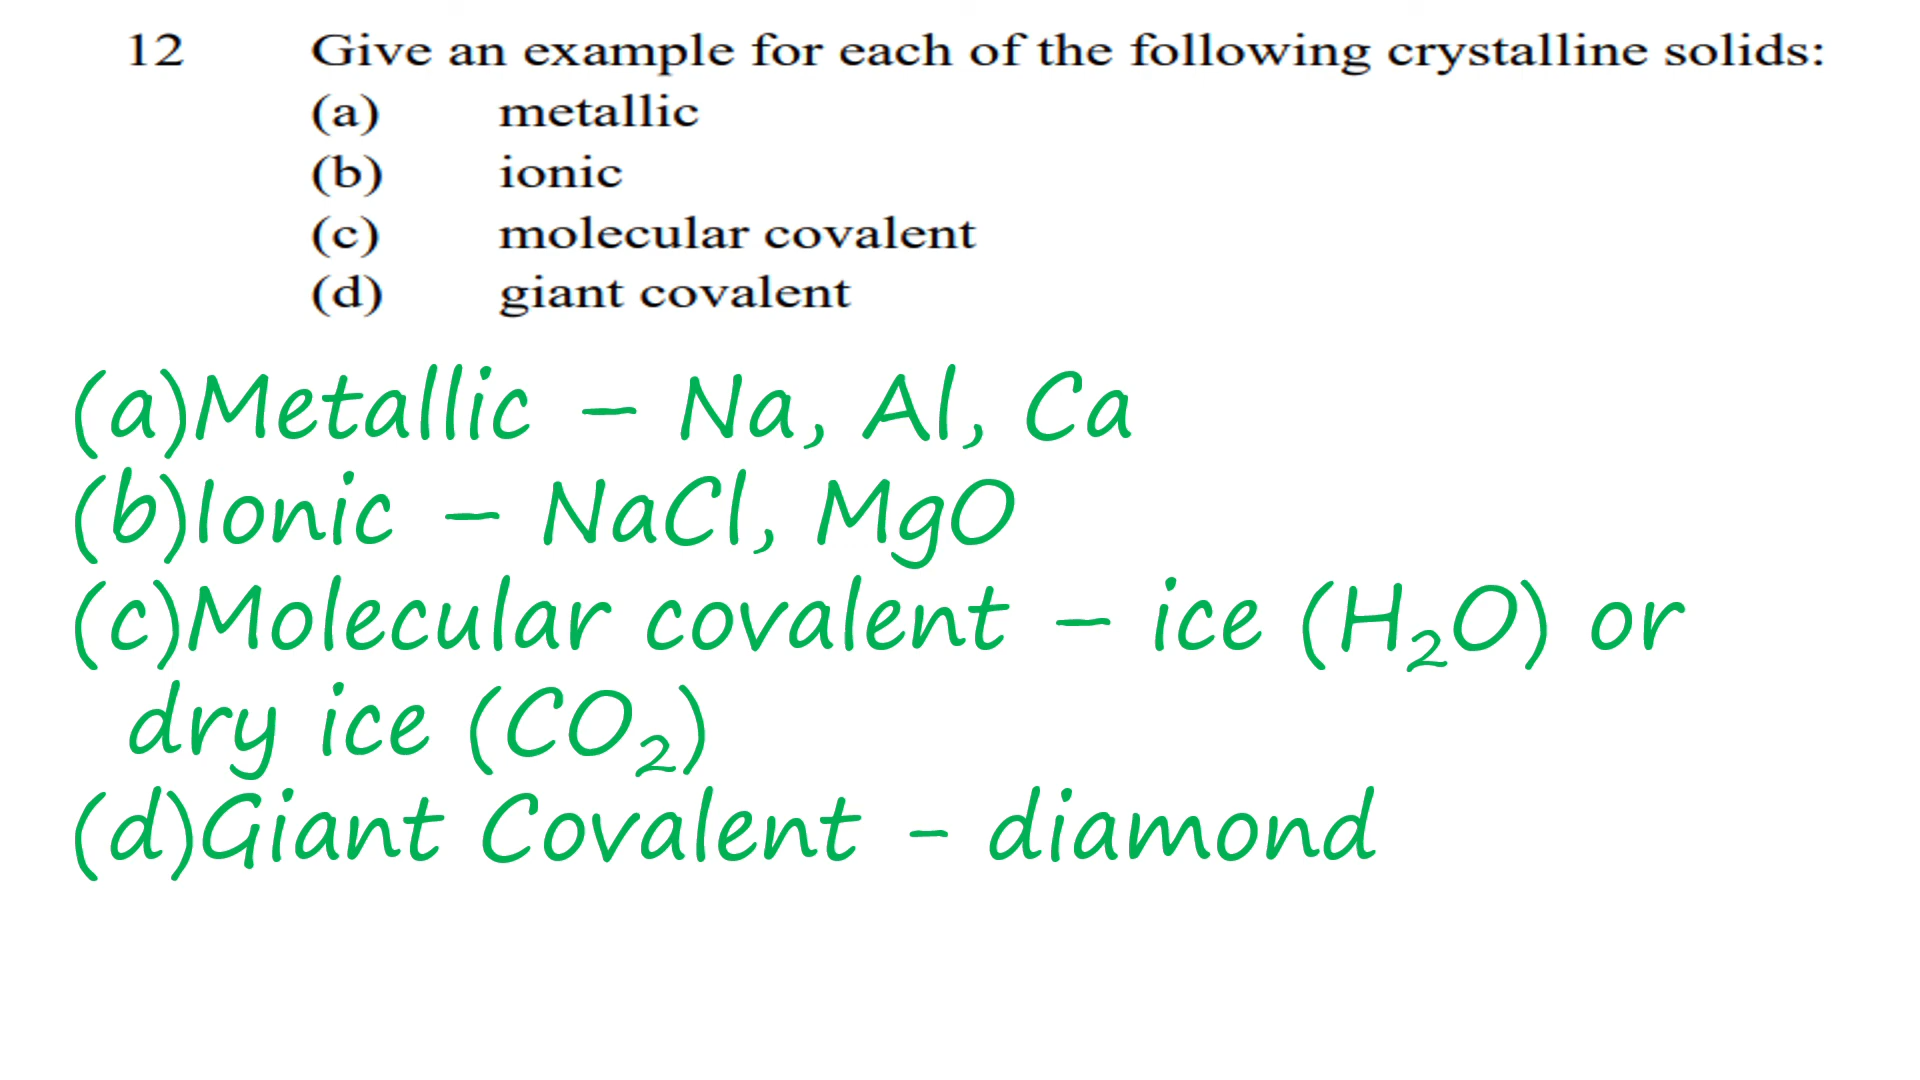 12 Give an example for each of the following crystalline solids:
(a) metallic
(b) ionic
(c) molecular covalent
(d) giant covalent
(a)Metallic – Na, Al, Ca
(b)Ionic – NaCl, MgO
(c)Molecular covalent – ice (H₂O) or
dry ice (CO₂)
(d)Giant Covalent - diamond